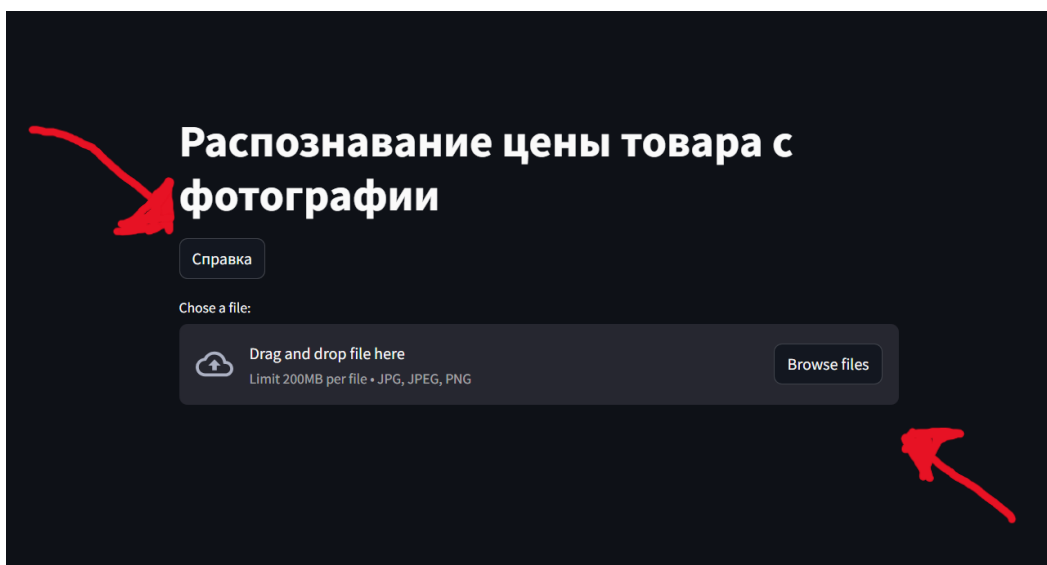 Распознавание цены товара с
фотографии
Справка
Chose a file:
Drag and drop file here
Limit 200MB per file • JPG, JPEG, PNG
Browse files